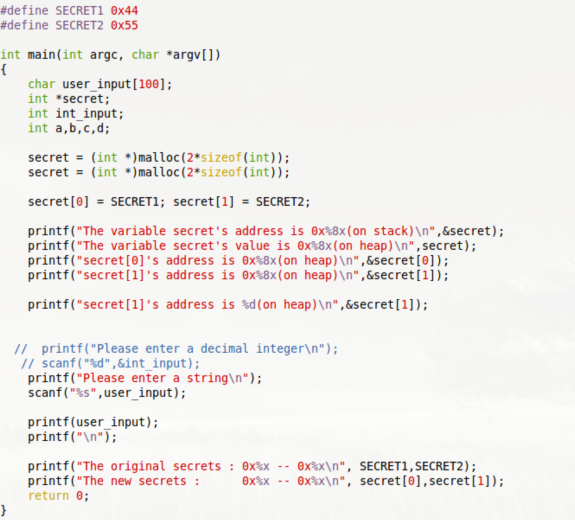 #define SECRET1 0x44
#define SECRET2 0x55
int main(int argc, char *argv[])
{
char user_input[100];
int *secret;
int int_input;
int a,b,c,d;
secret = (int *)malloc(2*sizeof(int));
secret = (int *)malloc(2*sizeof(int));
secret[0] = SECRET1; secret[1] = SECRET2;
printf("The variable secret's address is 0x%8x(on stack)\n",&secret);
printf("The variable secret's value is 0x%8x(on heap)\n",secret);
printf("secret[0]'s address is 0x%8x(on heap)\n",&secret[0]);
printf("secret[1]'s address is 0x%8x(on heap)\n",&secret[1]);
printf("secret[1]'s address is %d(on heap)\n",&secret[1]);
//  printf("Please enter a decimal integer\n");
// scanf("%d",&int_input);
printf("Please enter a string\n");
scanf("%s",user_input);
printf(user_input);
printf("\n");
printf("The original secrets : 0x%x -- 0x%x\n", SECRET1,SECRET2);
printf("The new secrets :      0x%x -- 0x%x\n", secret[0],secret[1]);
return 0;
}